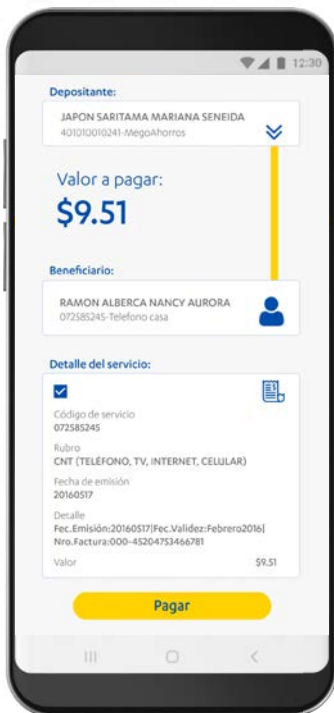 12:30
Depositante:
JAPON SARITAMA MARIANA SENEIDA
401010010241-MegoAhorros
Valor a pagar:
$9.51
Beneficiario:
RAMON ALBERCA NANCY AURORA
072585245-Telefono casa
Detalle del servicio:
Código de servicio
072585245
Rubro
CNT (TELÉFONO, TV, INTERNET, CELULAR)
Fecha de emisión
20160517
Detalle
Fec.Emisión:20160517|Fec.Validez:Febrero2016|
Nro.Factura:000-45204753466781
Valor $9.51
Pagar